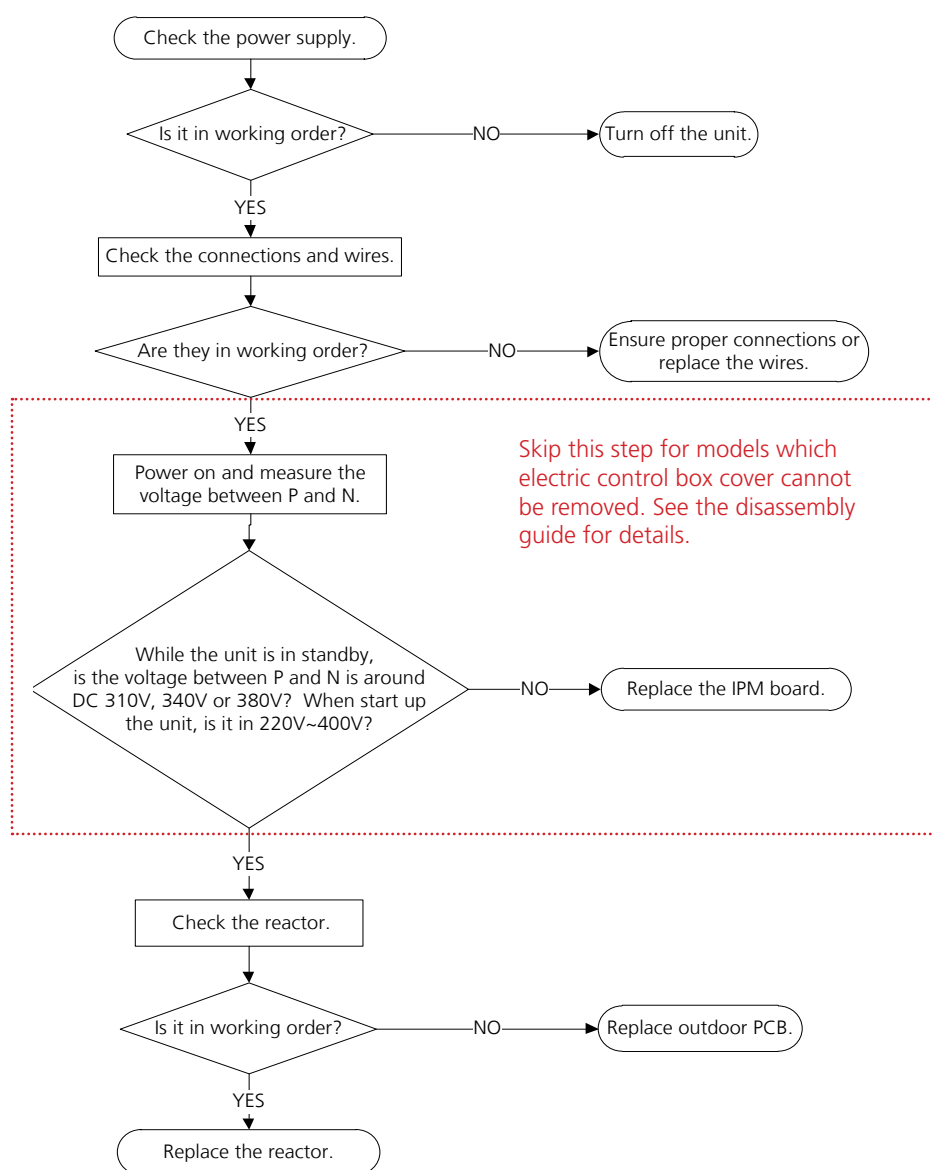 Check the power supply.
Is it in working order?
NO
Turn off the unit.
YES
Check the connections and wires.
Are they in working order?
NO
Ensure proper connections or
replace the wires.
YES
Power on and measure the
voltage between P and N.
Skip this step for models which
electric control box cover cannot
be removed. See the disassembly
guide for details.
While the unit is in standby,
is the voltage between P and N is around
DC 310V, 340V or 380V? When start up
the unit, is it in 220V~400V?
NO
Replace the IPM board.
YES
Check the reactor.
Is it in working order?
NO
Replace outdoor PCB.
YES
Replace the reactor.